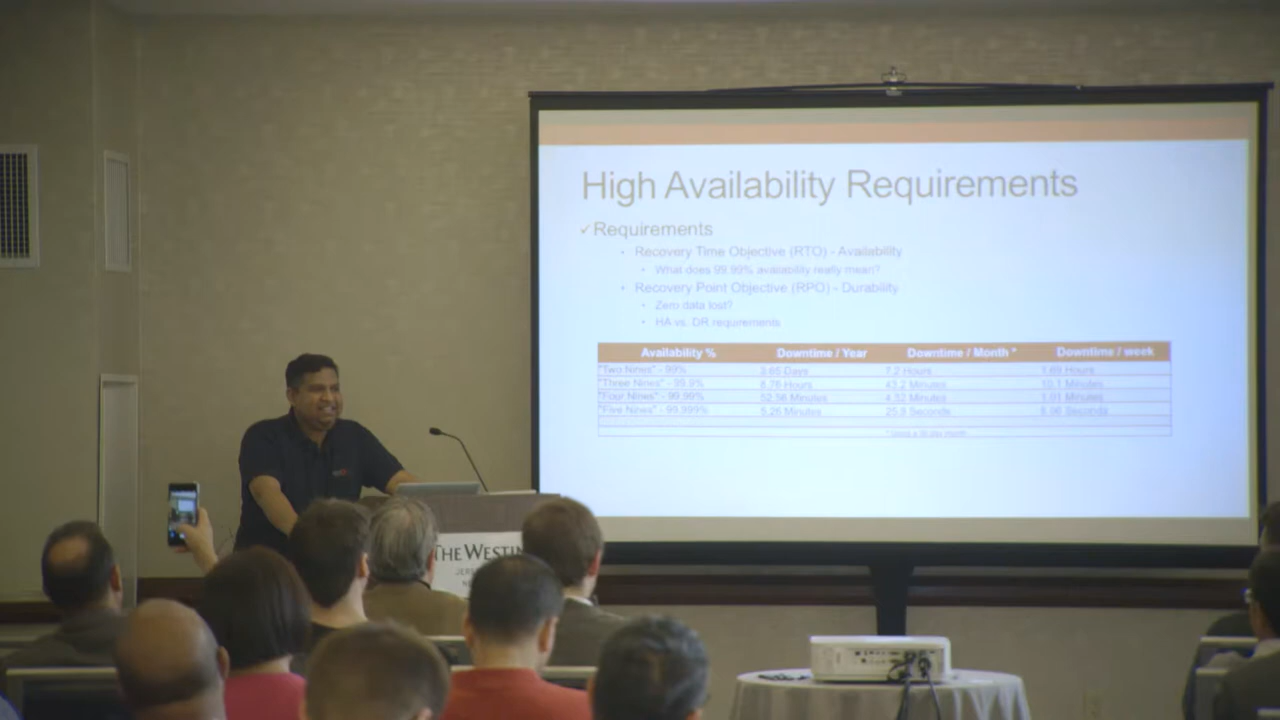 High Availability Requirements
✓Requirements
• Recovery Time Objective (RTO) - Availability
• What does 99.99% availability really mean?
• Recovery Point Objective (RPO) - Durability
• Zero data lost?
• HA vs. DR requirements
Availability % Downtime / Year Downtime / Month * Downtime / week
"Two Nines" - 99% 3.65 Days 7.2 Hours 1.69 Hours
"Three Nines" - 99.9% 8.76 Hours 43.2 Minutes 10.1 Minutes
"Four Nines" - 99.99% 52.56 Minutes 4.32 Minutes 1.01 Minutes
"Five Nines" - 99.999% 5.26 Minutes 25.9 Seconds Seconds
THE WESTIN